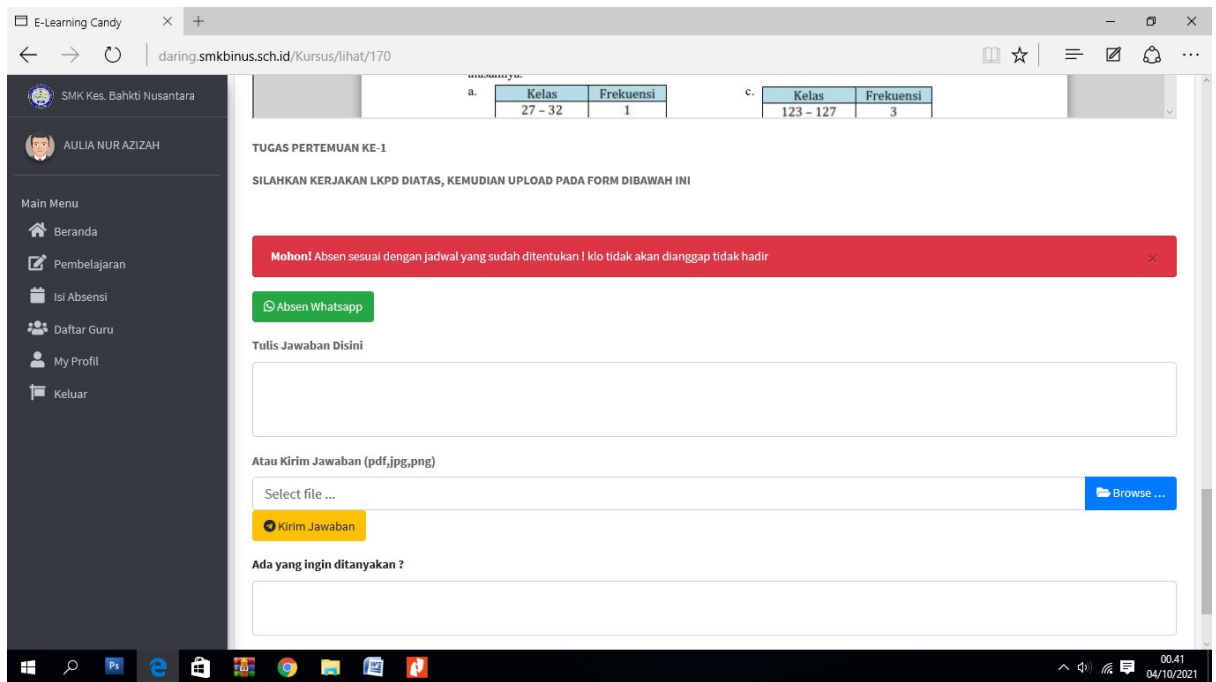 E-Learning Candy
daring.smkbinus.sch.id/Kursus/lihat/170
SMK Kes. Bahkti Nusantara
AULIA NUR AZIZAH
Main Menu
Beranda
Pembelajaran
Isi Absensi
Daftar Guru
My Profil
Keluar
a. Kelas Frekuensi c. Kelas Frekuensi
27 – 32 1 123 – 127 3
TUGAS PERTEMUAN KE-1
SILAHKAN KERJAKAN LKPD DIATAS, KEMUDIAN UPLOAD PADA FORM DIBAWAH INI
Mohon! Absen sesuai dengan jadwal yang sudah ditentukan ! klo tidak akan dianggap tidak hadir
Absen Whatsapp
Tulis Jawaban Disini
Atau Kirim Jawaban (pdf,jpg,png)
Select file ... Browse ...
Kirim Jawaban
Ada yang ingin ditanyakan ?
Ps
00.41
04/10/2021